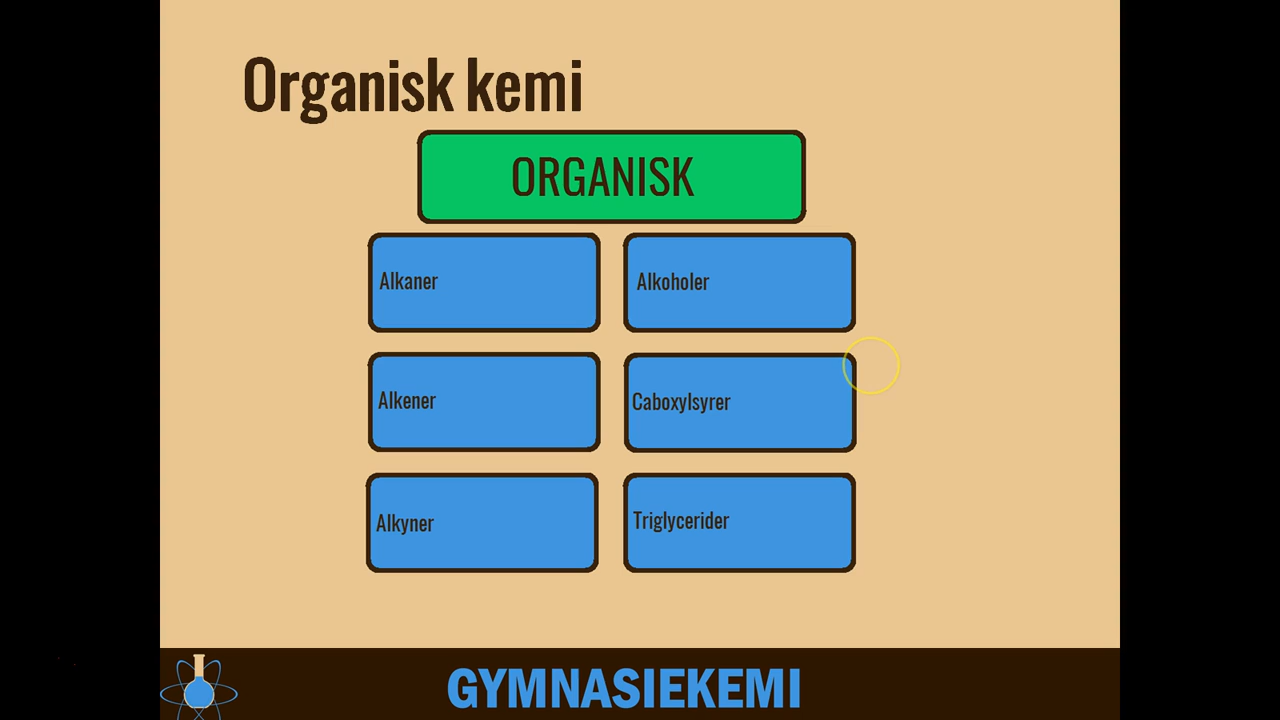 Organisk kemi
ORGANISK
Alkaner
Alkoholer
Alkener
Caboxylsyrer
Alkyner
Triglycerider
GYMNASIEKEMI